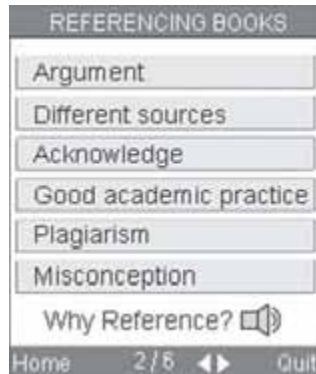 REFERENCING BOOKS
Argument
Different sources
Acknowledge
Good academic practice
Plagiarism
Misconception
Why Reference?
Home 2/6 Quit